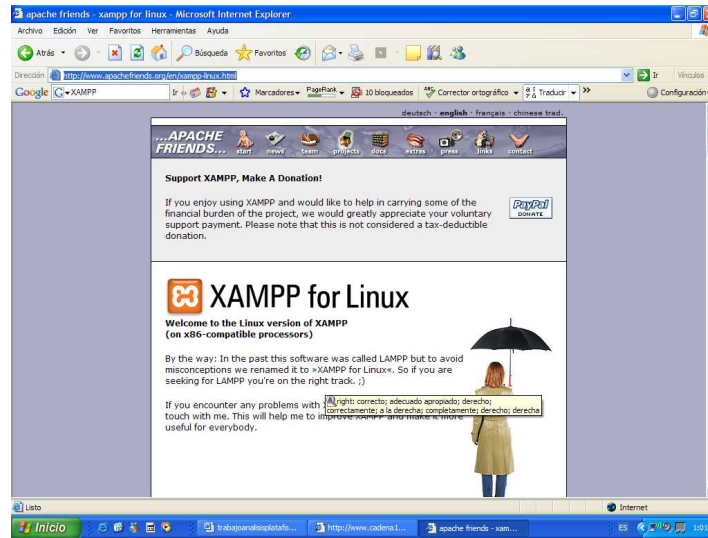 apache friends - xampp for linux - Microsoft Internet Explorer
Archivo Edición Ver Favoritos Herramientas Ayuda
Atrás Búsqueda Favoritos
Dirección http://www.apachefriends.org/en/xampp-linux.html Ir Vínculos
Google XAMPP Ir Marcadores PageRank 10 bloqueados Corrector ortográfico Traducir Configuración
deutsch · english · français · chinese trad.
...APACHE
FRIENDS...
start news team projects docs extras press links contact
Support XAMPP, Make A Donation!
If you enjoy using XAMPP and would like to help in carrying some of the
financial burden of the project, we would greatly appreciate your voluntary
support payment. Please note that this is not considered a tax-deductible
donation.
PayPal
DONATE
XAMPP for Linux
Welcome to the Linux version of XAMPP
(on x86-compatible processors)
By the way: In the past this software was called LAMPP but to avoid
misconceptions we renamed it to »XAMPP for Linux«. So if you are
seeking for LAMPP you're on the right track. ;)
right: correcto; adecuado apropiado; derecho;
correctamente; a la derecha; completamente; derecho; derecha
If you encounter any problems with
touch with me. This will help me to improve XAMPP and make it more
useful for everybody.
Listo Internet
Inicio trabajoanalisisplatafo... http://www.cadena1... apache friends - xam... ES 1:01